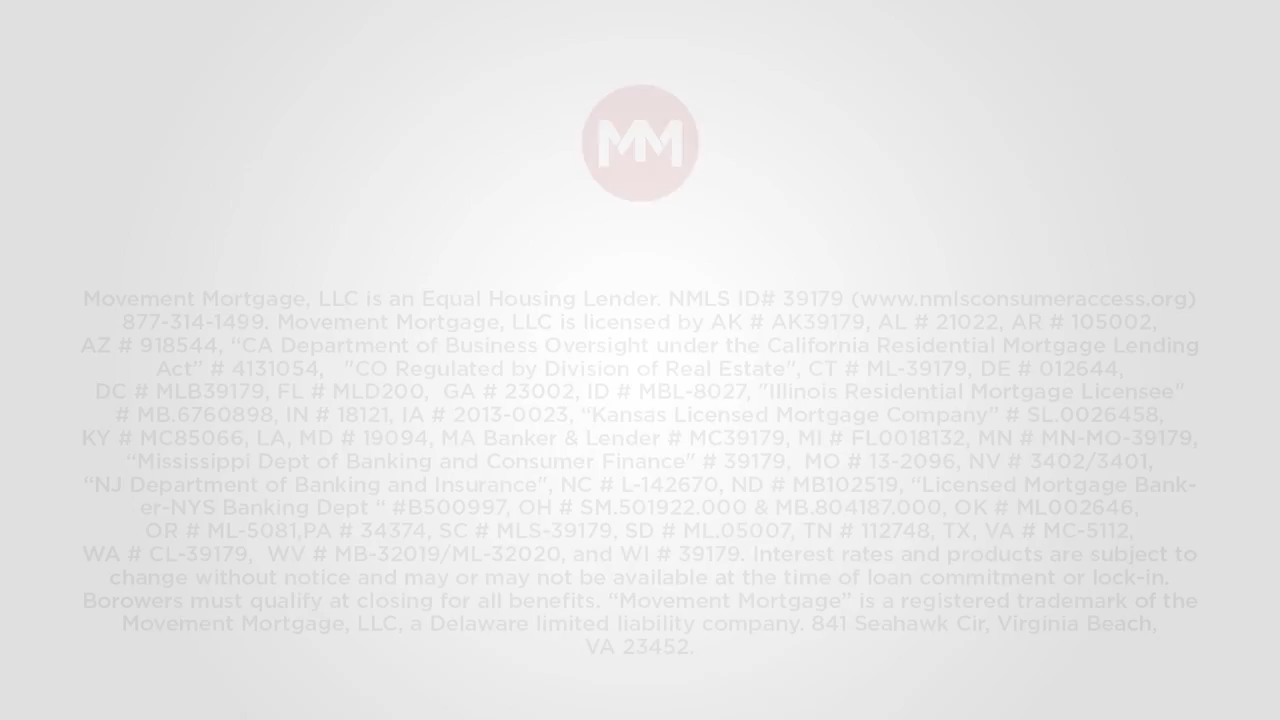 MM
Movement Mortgage, LLC is an Equal Housing Lender. NMLS ID# 39179 (www.nmlsconsumeraccess.org)
877-314-1499. Movement Mortgage, LLC is licensed by AK # AK39179, AL # 21022, AR # 105002,
AZ # 918544, “CA Department of Business Oversight under the California Residential Mortgage Lending
Act” # 4131054, "CO Regulated by Division of Real Estate", CT # ML-39179, DE # 012644,
DC # MLB39179, FL # MLD200, GA # 23002, ID # MBL-8027, "Illinois Residential Mortgage Licensee"
# MB.6760898, IN # 18121, IA # 2013-0023, “Kansas Licensed Mortgage Company” # SL.0026458,
KY # MC85066, LA, MD # 19094, MA Banker & Lender # MC39179, MI # FL0018132, MN # MN-MO-39179,
“Mississippi Dept of Banking and Consumer Finance" # 39179, MO # 13-2096, NV # 3402/3401,
“NJ Department of Banking and Insurance", NC # L-142670, ND # MB102519, “Licensed Mortgage Bank-
er-NYS Banking Dept “ #B500997, OH # SM.501922.000 & MB.804187.000, OK # ML002646,
OR # ML-5081,PA # 34374, SC # MLS-39179, SD # ML.05007, TN # 112748, TX, VA # MC-5112,
WA # CL-39179, WV # MB-32019/ML-32020, and WI # 39179. Interest rates and products are subject to
change without notice and may or may not be available at the time of loan commitment or lock-in.
Borowers must qualify at closing for all benefits. “Movement Mortgage” is a registered trademark of the
Movement Mortgage, LLC, a Delaware limited liability company. 841 Seahawk Cir, Virginia Beach,
VA 23452.